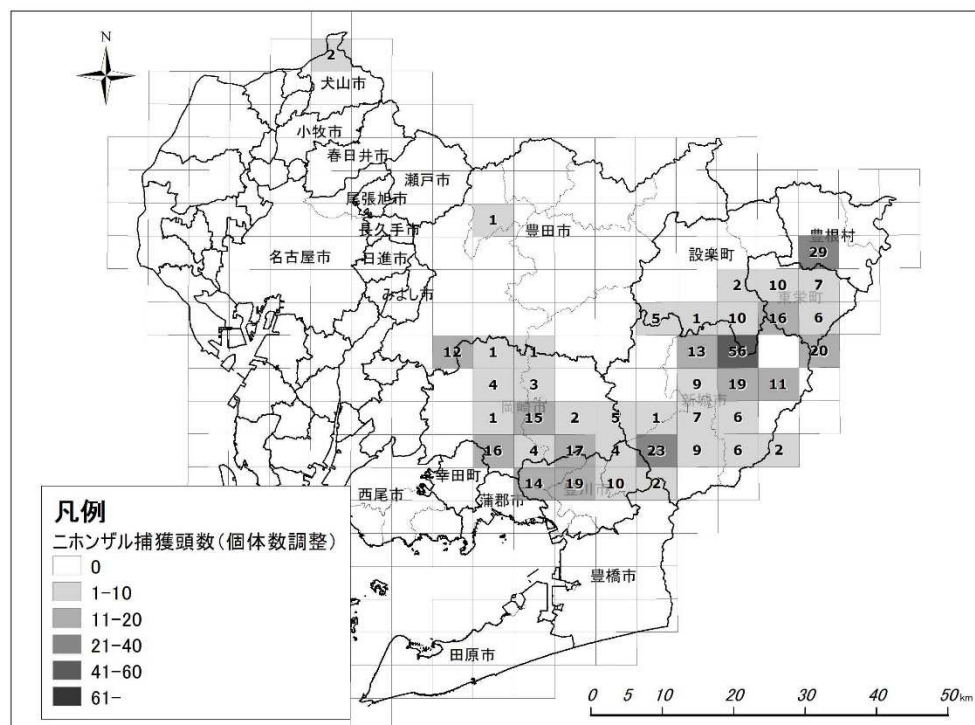 N
2
犬山市
小牧市
春日井市
瀬戸市
尾張旭市
1
長久手市
豊田市
豊根村
名古屋市
日進市
設楽町
29
2 10 7
みよし市
東栄町
5 1 10 16 6
12 1 1 13 56 20
4 3 9 19 11
岡崎市
新城市
1 15 2 5 1 7 6
16 4 17 4 23 9 6 2
幸田町
14 19 10 2
西尾市
蒲郡市
豊川市
豊橋市
田原市
凡例
ニホンザル捕獲頭数(個体数調整)
0
1-10
11-20
21-40
41-60
61-
0 5 10 20 30 40 50 km